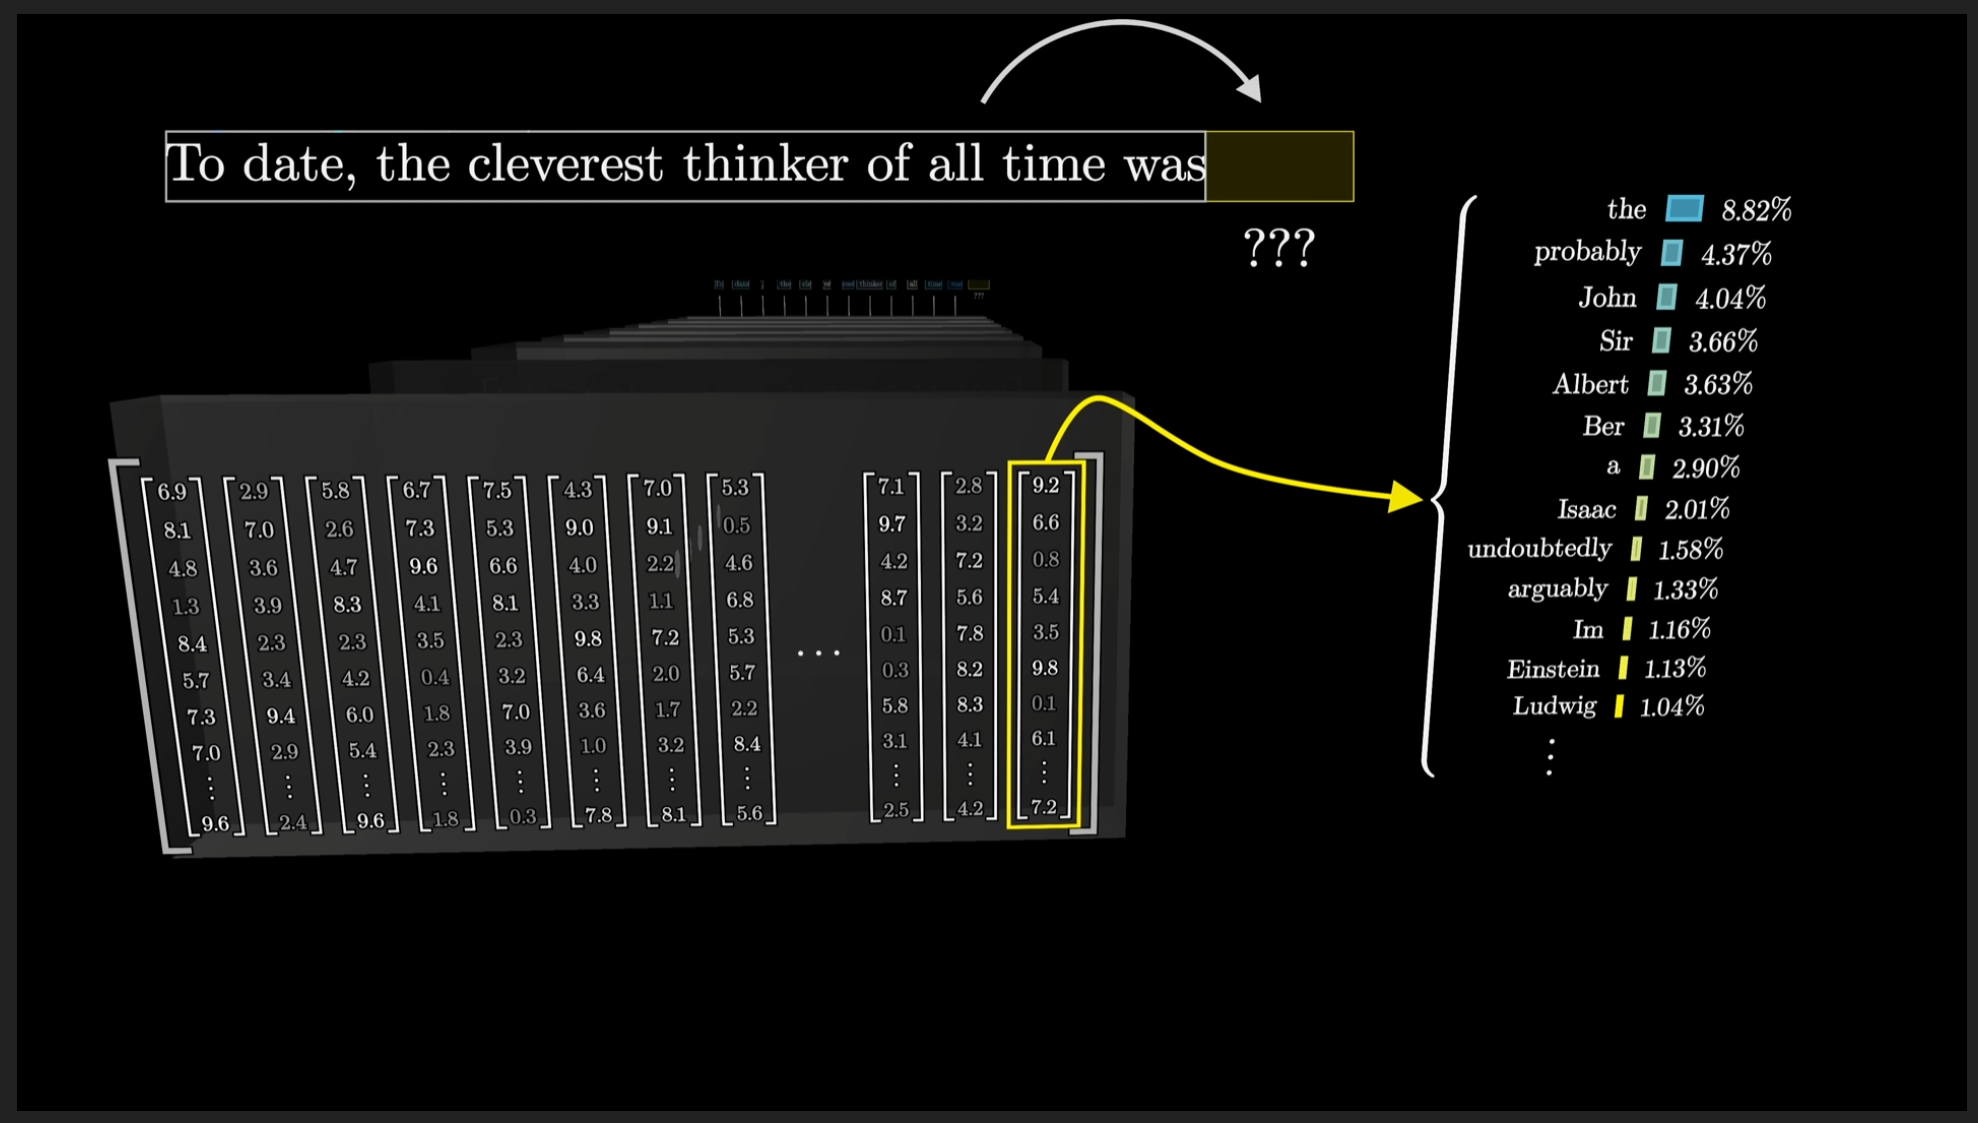 To date, the cleverest thinker of all time was
???
the 8.82%
probably 4.37%
John 4.04%
Sir 3.66%
Albert 3.63%
Ber 3.31%
a 2.90%
Isaac 2.01%
undoubtedly 1.58%
arguably 1.33%
Im 1.16%
Einstein 1.13%
Ludwig 1.04%
⋮
6.9 2.9 5.8 6.7 7.5 4.3 7.0 5.3 7.1 2.8 9.2
8.1 7.0 2.6 7.3 5.3 9.0 9.1 0.5 9.7 3.2 6.6
4.8 3.6 4.7 9.6 6.6 4.0 2.2 4.6 4.2 7.2 0.8
1.3 3.9 8.3 4.1 8.1 3.3 1.1 6.8 8.7 5.6 5.4
8.4 2.3 2.3 3.5 2.3 9.8 7.2 5.3 ... 0.1 7.8 3.5
5.7 3.4 4.2 0.4 3.2 6.4 2.0 5.7 0.3 8.2 9.8
7.3 9.4 6.0 1.8 7.0 3.6 1.7 2.2 5.8 8.3 0.1
7.0 2.9 5.4 2.3 3.9 1.0 3.2 8.4 3.1 4.1 6.1
⋮ ⋮ ⋮ ⋮ ⋮ ⋮ ⋮ ⋮ ⋮ ⋮ ⋮
9.6 2.4 9.6 1.8 0.3 7.8 8.1 5.6 2.5 4.2 7.2